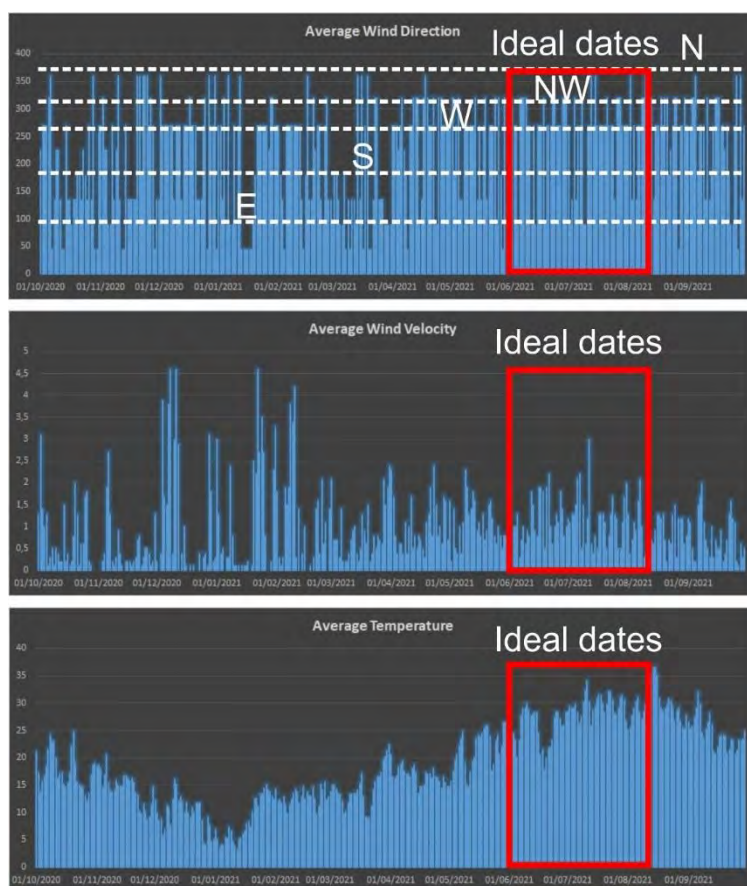 Average Wind Direction
Ideal dates
N
400
350
NW
300
W
250
200
S
150
E
100
50
0
01/10/2020 01/11/2020 01/12/2020 01/01/2021 01/02/2021 01/03/2021 01/04/2021 01/05/2021 01/06/2021 01/07/2021 01/08/2021 01/09/2021
Average Wind Velocity
Ideal dates
5
4,5
4
3,5
3
2,5
2
1,5
1
0,5
0
01/10/2020 01/11/2020 01/12/2020 01/01/2021 01/02/2021 01/03/2021 01/04/2021 01/05/2021 01/06/2021 01/07/2021 01/08/2021 01/09/2021
Average Temperature
Ideal dates
40
35
30
25
20
15
10
5
0
01/10/2020 01/11/2020 01/12/2020 01/01/2021 01/02/2021 01/03/2021 01/04/2021 01/05/2021 01/06/2021 01/07/2021 01/08/2021 01/09/2021